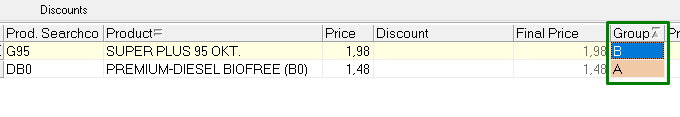 Discounts
Prod. Searchco Product Price Discount Final Price Group
G95 SUPER PLUS 95 OKT. 1,98 1,98 B
DB0 PREMIUM-DIESEL BIOFREE (B0) 1,48 1,48 A